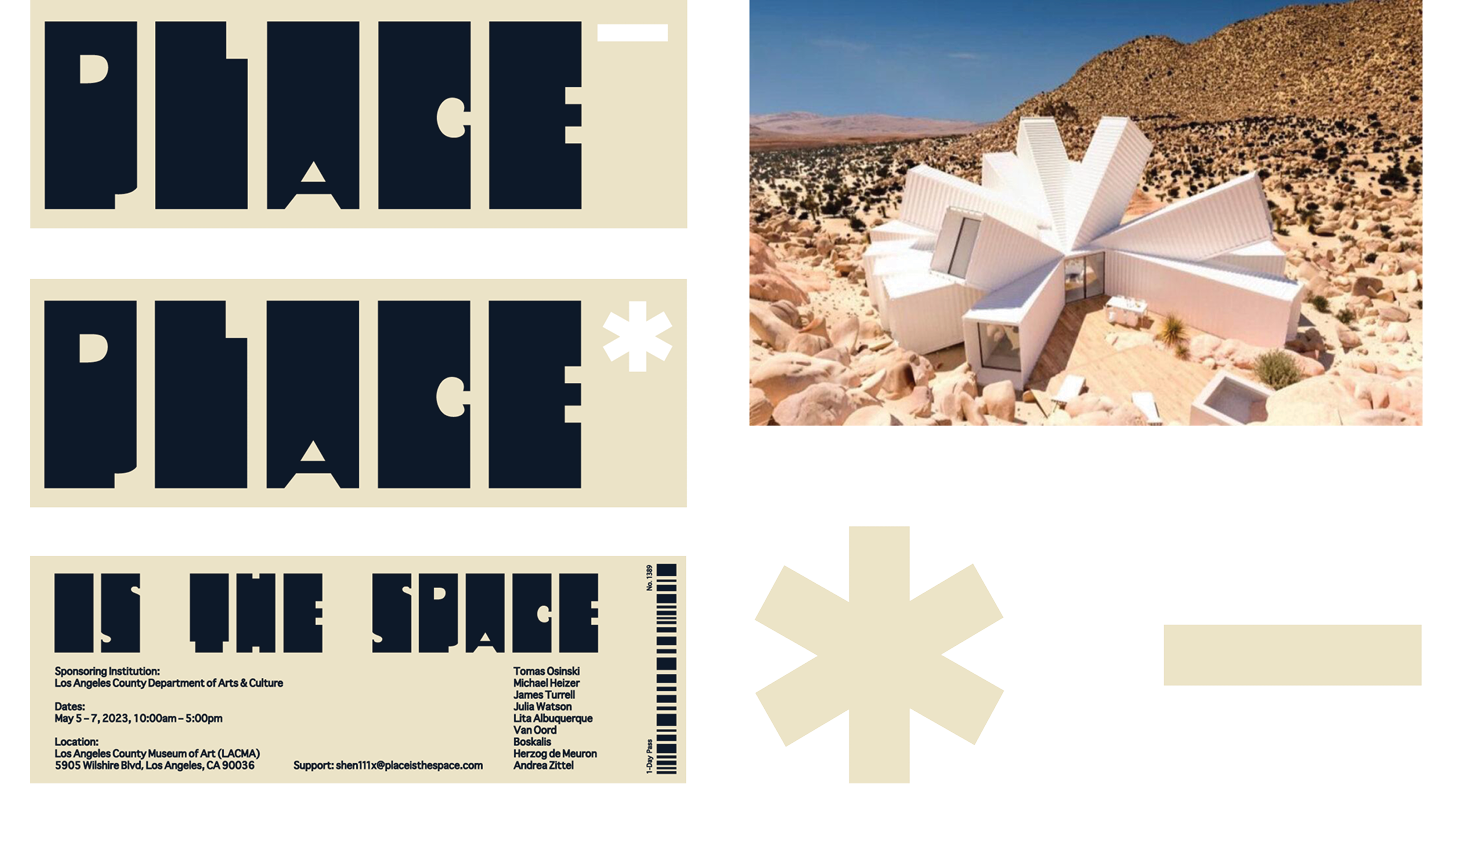 PLACE—
PLACE*
IS THE SPACE
Sponsoring Institution:
Los Angeles County Department of Arts & Culture
Dates:
May 5 – 7, 2023, 10:00am – 5:00pm
Location:
Los Angeles County Museum of Art (LACMA)
5905 Wilshire Blvd, Los Angeles, CA 90036
Support: shen111x@placeisthespace.com
Tomas Osinski
Michael Heizer
James Turrell
Julia Watson
Lita Albuquerque
Van Oord
Boskalis
Herzog de Meuron
Andrea Zittel
No. 1389
1-Day Pass